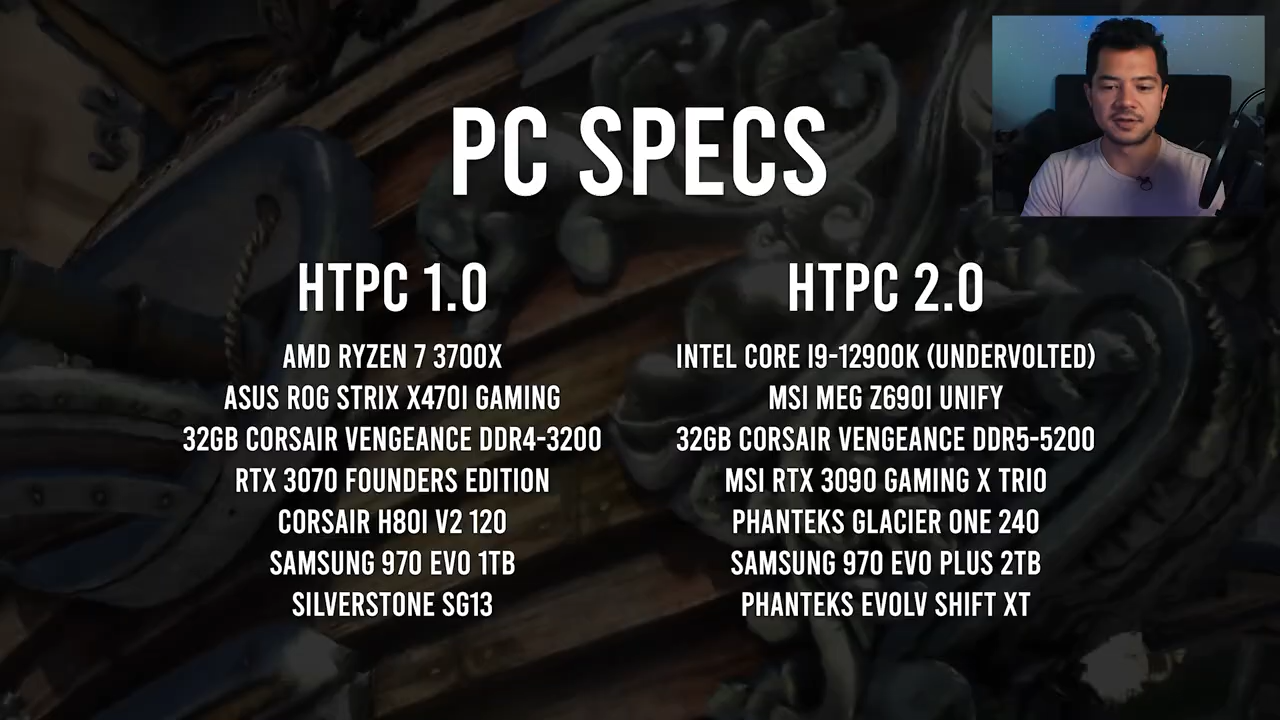 PC SPECS
HTPC 1.0
AMD RYZEN 7 3700X
ASUS ROG STRIX X470I GAMING
32GB CORSAIR VENGEANCE DDR4-3200
RTX 3070 FOUNDERS EDITION
CORSAIR H80I V2 120
SAMSUNG 970 EVO 1TB
SILVERSTONE SG13
HTPC 2.0
INTEL CORE I9-12900K (UNDERVOLTED)
MSI MEG Z690I UNIFY
32GB CORSAIR VENGEANCE DDR5-5200
MSI RTX 3090 GAMING X TRIO
PHANTEKS GLACIER ONE 240
SAMSUNG 970 EVO PLUS 2TB
PHANTEKS EVOLV SHIFT XT